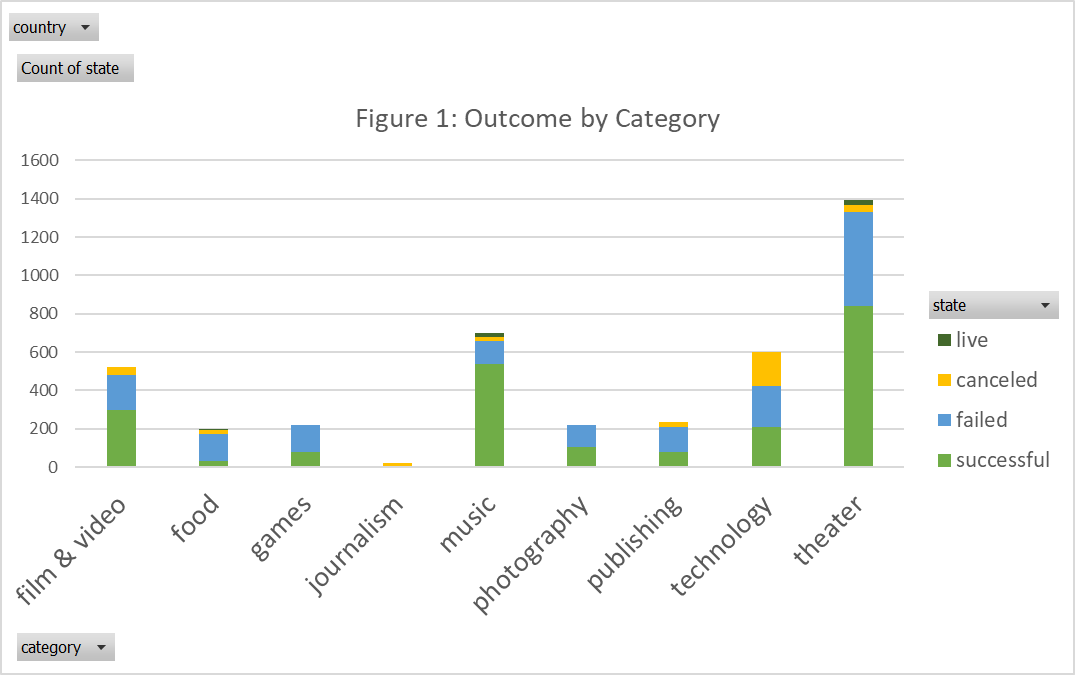 country
Count of state
Figure 1: Outcome by Category
1600
1400
1200
1000
800
600
400
200
0
film & video
food
games
journalism
music
photography
publishing
technology
theater
state
live
canceled
failed
successful
category